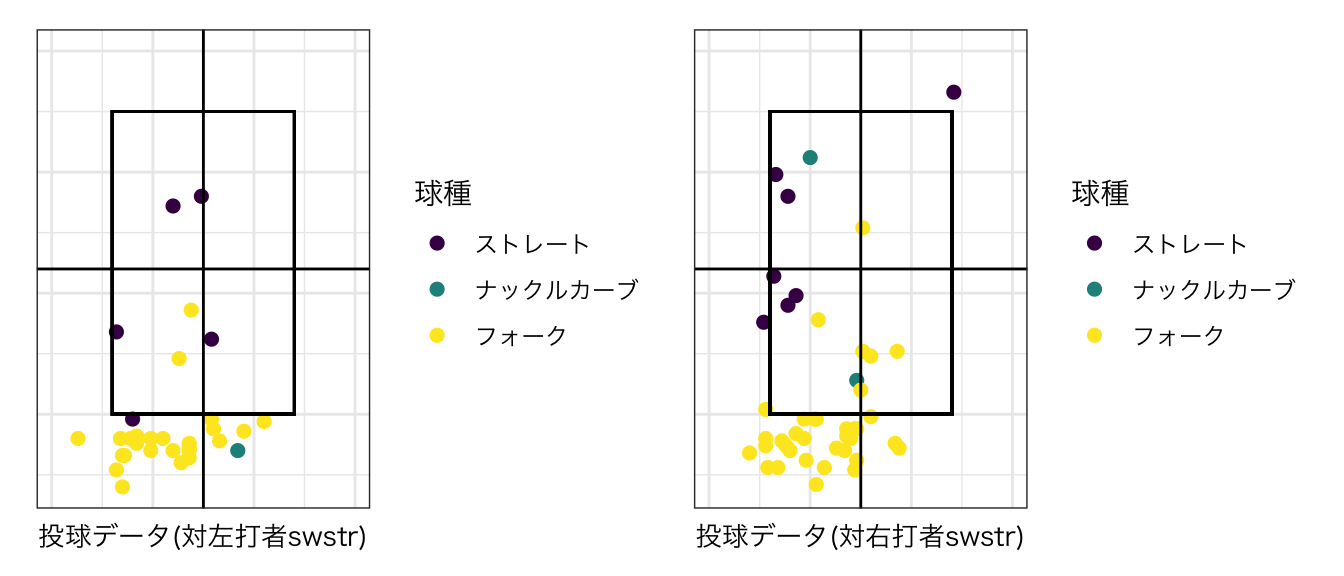 球種
ストレート
ナックルカーブ
フォーク
投球データ(対左打者swstr)
球種
ストレート
ナックルカーブ
フォーク
投球データ(対右打者swstr)